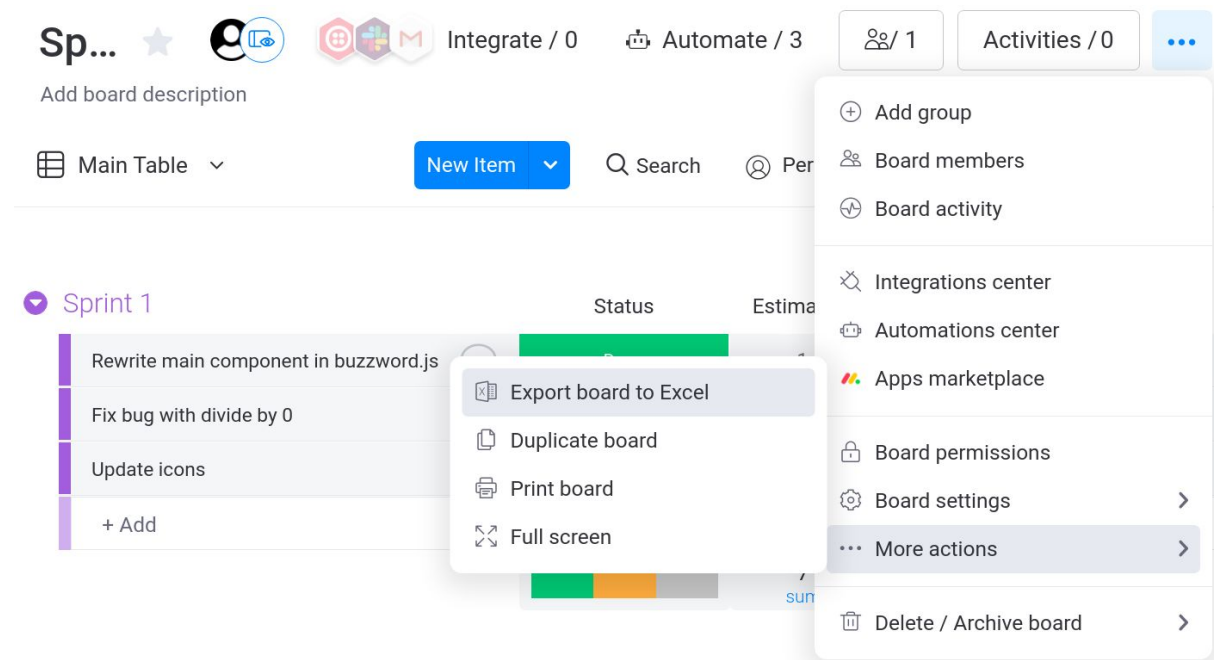 Sp...
Integrate / 0
Automate / 3
/ 1
Activities / 0
Add board description
Main Table
New Item
Search
Add group
Board members
Board activity
Sprint 1
Status
Integrations center
Automations center
Apps marketplace
Rewrite main component in buzzword.js
Fix bug with divide by 0
Update icons
+ Add
Export board to Excel
Duplicate board
Print board
Full screen
Board permissions
Board settings
More actions
sum
Delete / Archive board